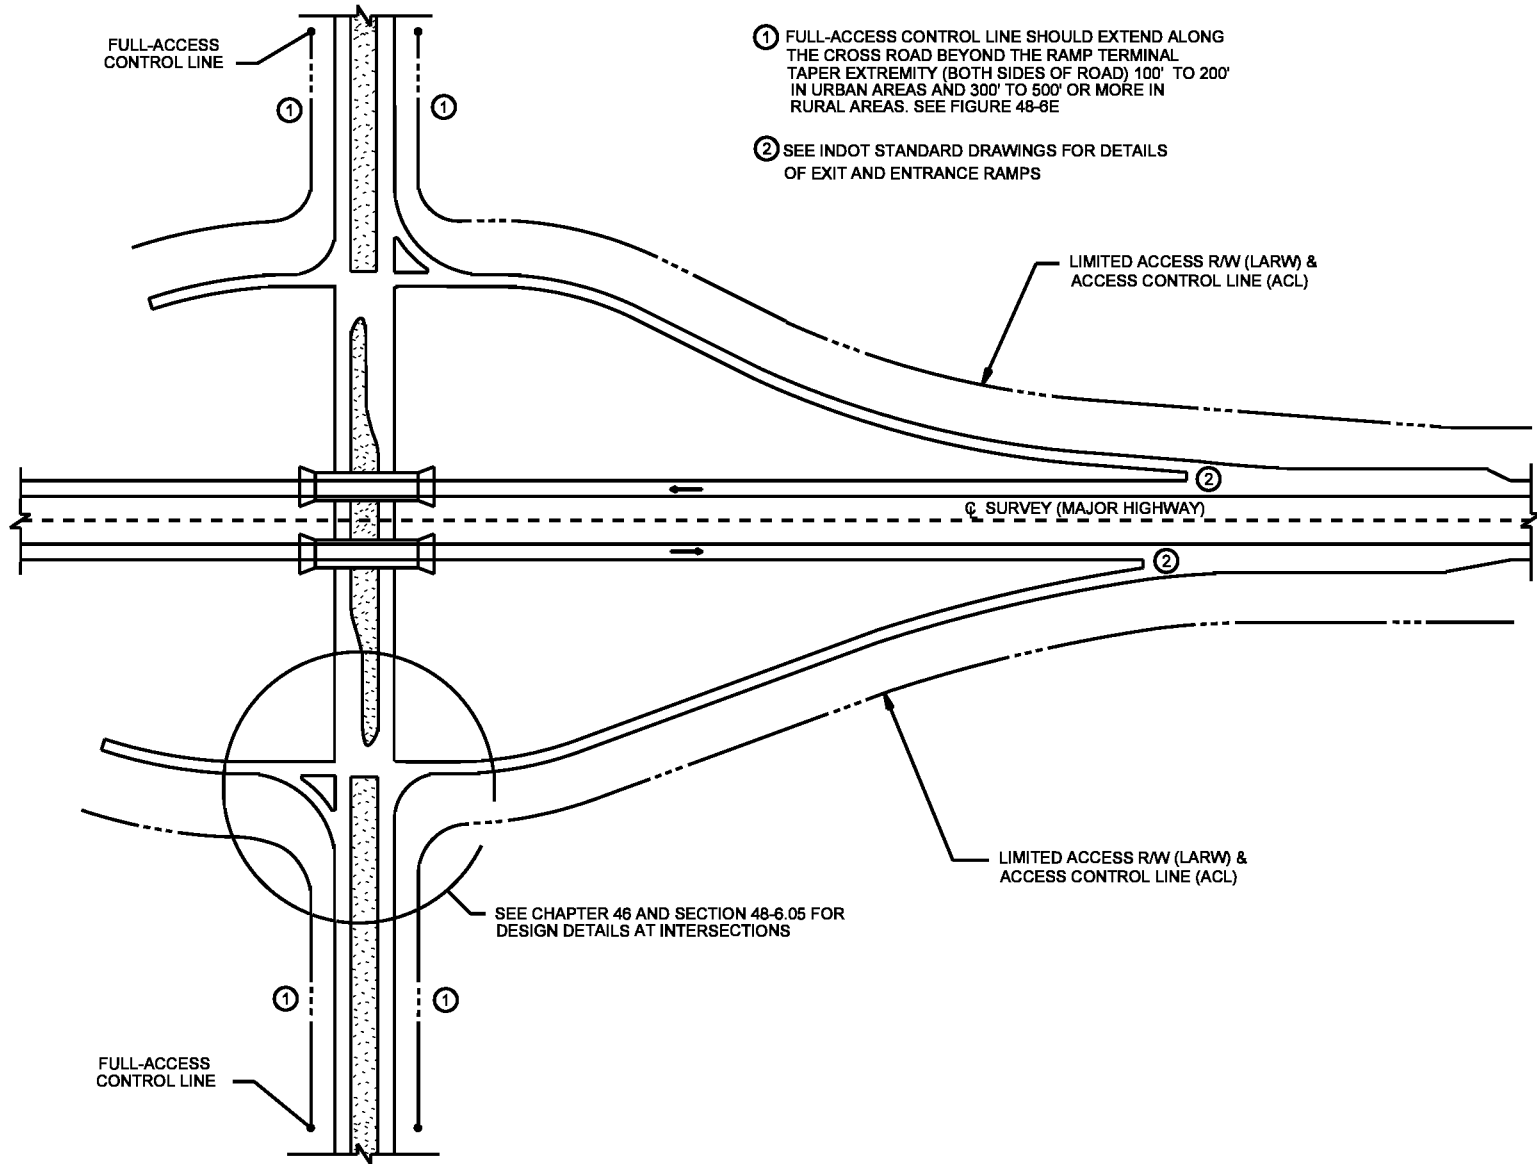 FULL-ACCESS
CONTROL LINE
1
1
1 FULL-ACCESS CONTROL LINE SHOULD EXTEND ALONG
THE CROSS ROAD BEYOND THE RAMP TERMINAL
TAPER EXTREMITY (BOTH SIDES OF ROAD) 100' TO 200'
IN URBAN AREAS AND 300' TO 500' OR MORE IN
RURAL AREAS. SEE FIGURE 48-6E
2 SEE INDOT STANDARD DRAWINGS FOR DETAILS
OF EXIT AND ENTRANCE RAMPS
LIMITED ACCESS R/W (LARW) &
ACCESS CONTROL LINE (ACL)
2
℄ SURVEY (MAJOR HIGHWAY)
2
LIMITED ACCESS R/W (LARW) &
ACCESS CONTROL LINE (ACL)
SEE CHAPTER 46 AND SECTION 48-6.05 FOR
DESIGN DETAILS AT INTERSECTIONS
1
1
FULL-ACCESS
CONTROL LINE